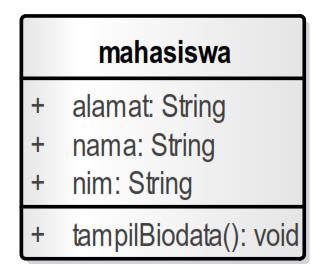 mahasiswa
+ alamat: String
+ nama: String
+ nim: String
+ tampilBiodata(): void